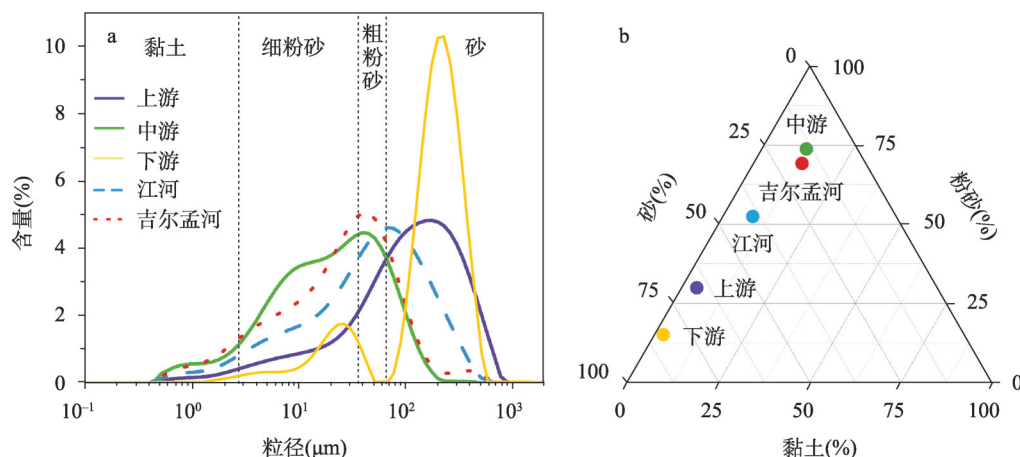 a
黏土
细粉砂
粗粉砂
砂
10
8
6
4
2
0
含量(%)
上游
中游
下游
江河
吉尔孟河
10⁻¹
10⁰
10¹
10²
10³
粒径(μm)
b
0
100
25
75
50
50
75
25
100
0
砂(%)
粉砂(%)
中游
吉尔孟河
江河
上游
下游
0
25
50
75
100
黏土(%)